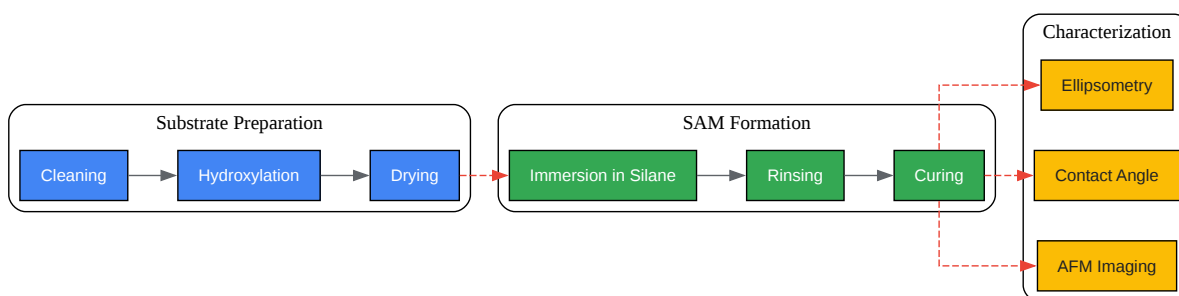 Substrate Preparation
Cleaning
Hydroxylation
Drying
SAM Formation
Immersion in Silane
Rinsing
Curing
Characterization
Ellipsometry
Contact Angle
AFM Imaging